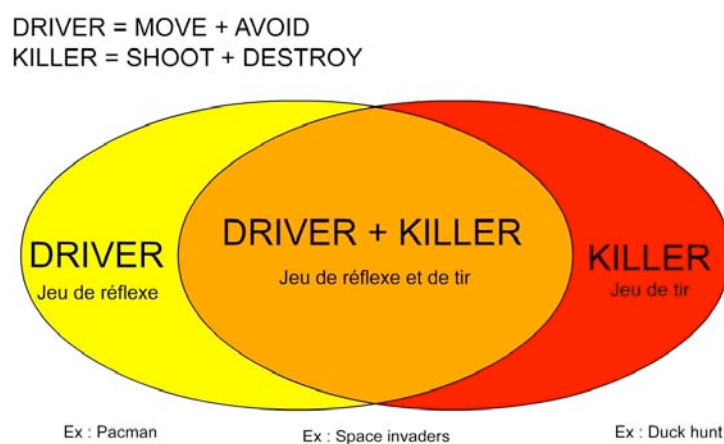 DRIVER = MOVE + AVOID
KILLER = SHOOT + DESTROY
DRIVER
Jeu de réflexe
DRIVER + KILLER
Jeu de réflexe et de tir
KILLER
Jeu de tir
Ex : Pacman
Ex : Space invaders
Ex : Duck hunt